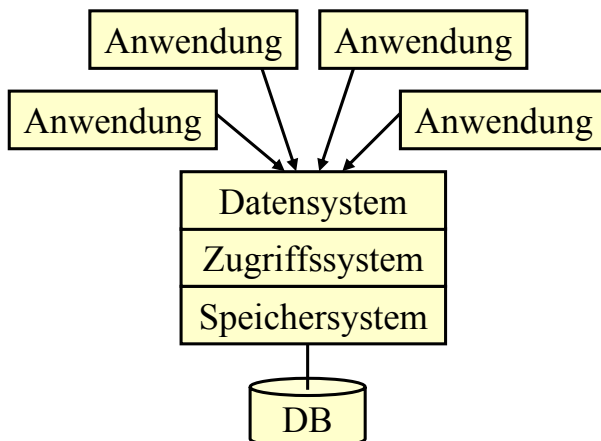 Anwendung
Anwendung
Anwendung
Anwendung
Datensystem
Zugriffssystem
Speichersystem
DB